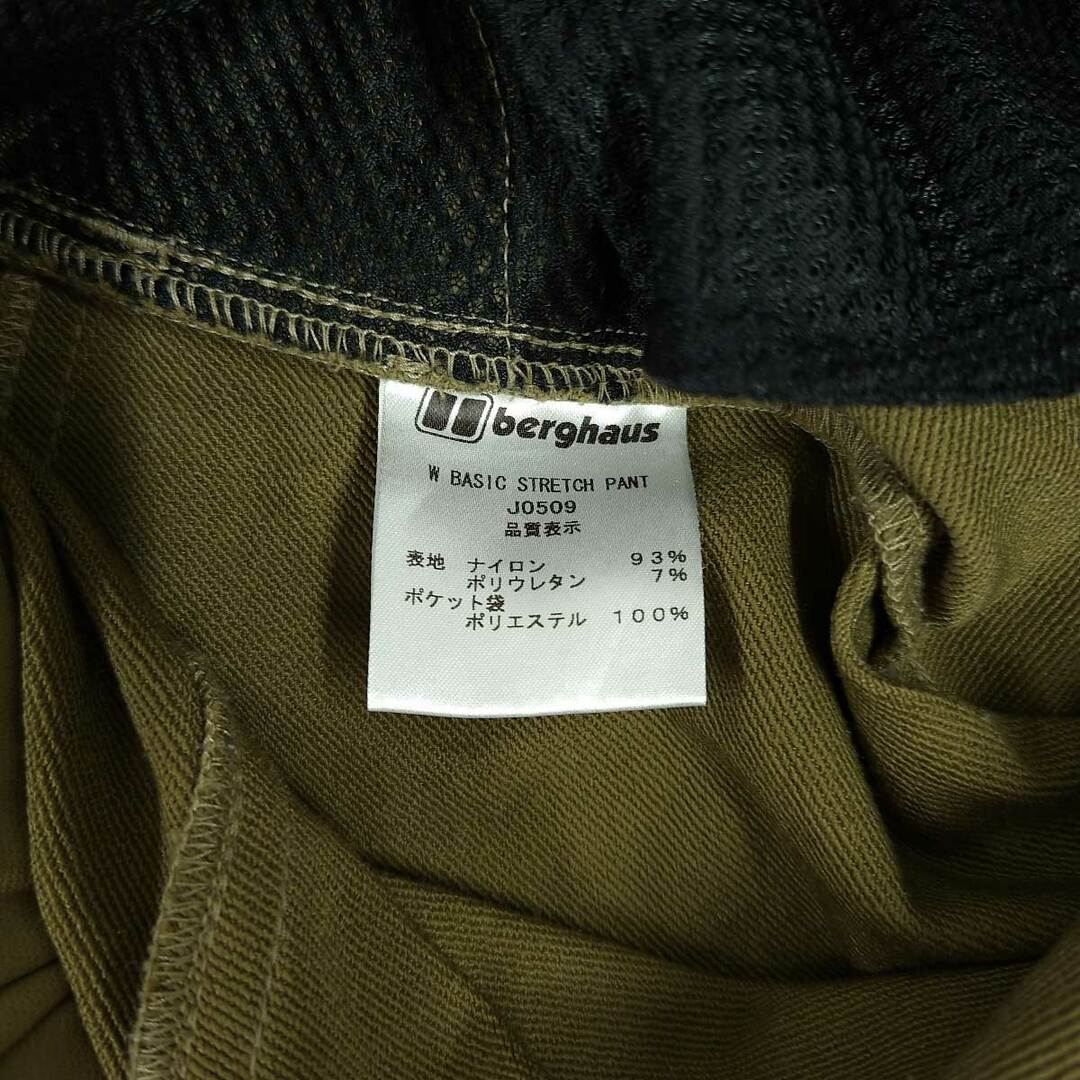 berghaus
W BASIC STRETCH PANT
J0509
品質表示
表地 ナイロン 93%
ポリウレタン 7%
ポケット袋
ポリエステル 100%